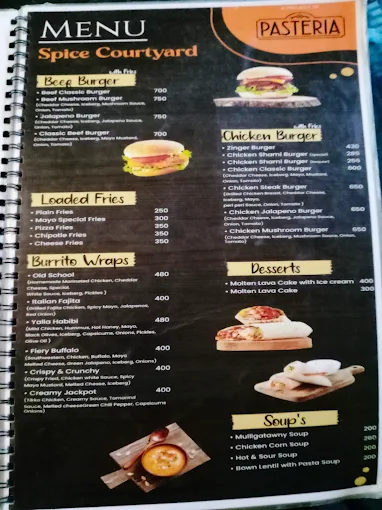 MENU
Spice Courtyard
A PROJECT OF
PASTERIA
with Fries
Beef Burger
• Beef Classic Burger 700
• Beef Mushroom Burger 750
(Cheddar Cheese, Iceberg, Mushroom Sauce,
Onion, Tomato)
• Jalapeno Burger 750
(Cheddar Cheese, Iceberg, Jalapeno Sauce,
Onion, Tomato)
• Classic Beef Burger 700
(Cheddar Cheese, Iceberg, Mayo Mustard,
Onion, Tomato)
Loaded Fries
• Plain Fries 250
• Mayo Special Fries 300
• Pizza Fries 350
• Chipotle Fries 350
• Cheese Fries 350
Burrito Wraps
• Old School 480
(Homemade Marinated Chicken, Cheddar
Cheese, Special
White Sauce, Iceberg, Pickles)
• Italian Fajita 400
(Grilled Fajita Chicken, Spicy Mayo, Jalapenos,
Red Onion)
• Yalla Habibi 480
(Mild Chicken, Hummus, Hot Honey, Mayo,
Black Olives, Iceberg, Capsicums, Onions, Pickles,
Olive Oil)
• Fiery Buffalo 400
(Southwestern, Chicken, Buffalo, Mayo
Melted Cheese, Green Jalapeno, Iceberg, Onions)
• Crispy & Crunchy 400
(Crispy Fried, Chicken white Sauce, Spicy
Mayo Mustard, Melted Cheese, Iceberg)
• Creamy Jackpot 400
(Tikka Chicken, Creamy Sauce, Tamarind
Sauce, Melted cheeseGreen Chili Pepper, Capsicums
Onions)
with Fries
Chicken Burger
• Zinger Burger 430
• Chicken Shami Burger 295
• Chicken Shami Burger 255
• Chicken Classic Burger 600
(Cheddar Cheese, Iceberg, Mayo Mustard,
Onion, Tomato)
• Chicken Steak Burger 650
(Grilled Chicken Breast, Cheddar Cheese,
Iceberg, Mayo,
peri peri Sauce, Onion, Tomato)
• Chicken Jalapeno Burger 650
(Cheddar Cheese, Iceberg, Jalapeno Sauce, Onion,
Tomato)
• Chicken Mushroom Burger 650
(Cheddar Cheese, Iceberg, Mushroom Sauce, Onion,
Tomato)
Desserts
• Molten Lava Cake with Ice cream 400
• Molten Lava Cake 300
Soup's
• Mulligatawny Soup 200
• Chicken Corn Soup 260
• Hot & Sour Soup 200
• Bown Lentil with Pasta Soup 200